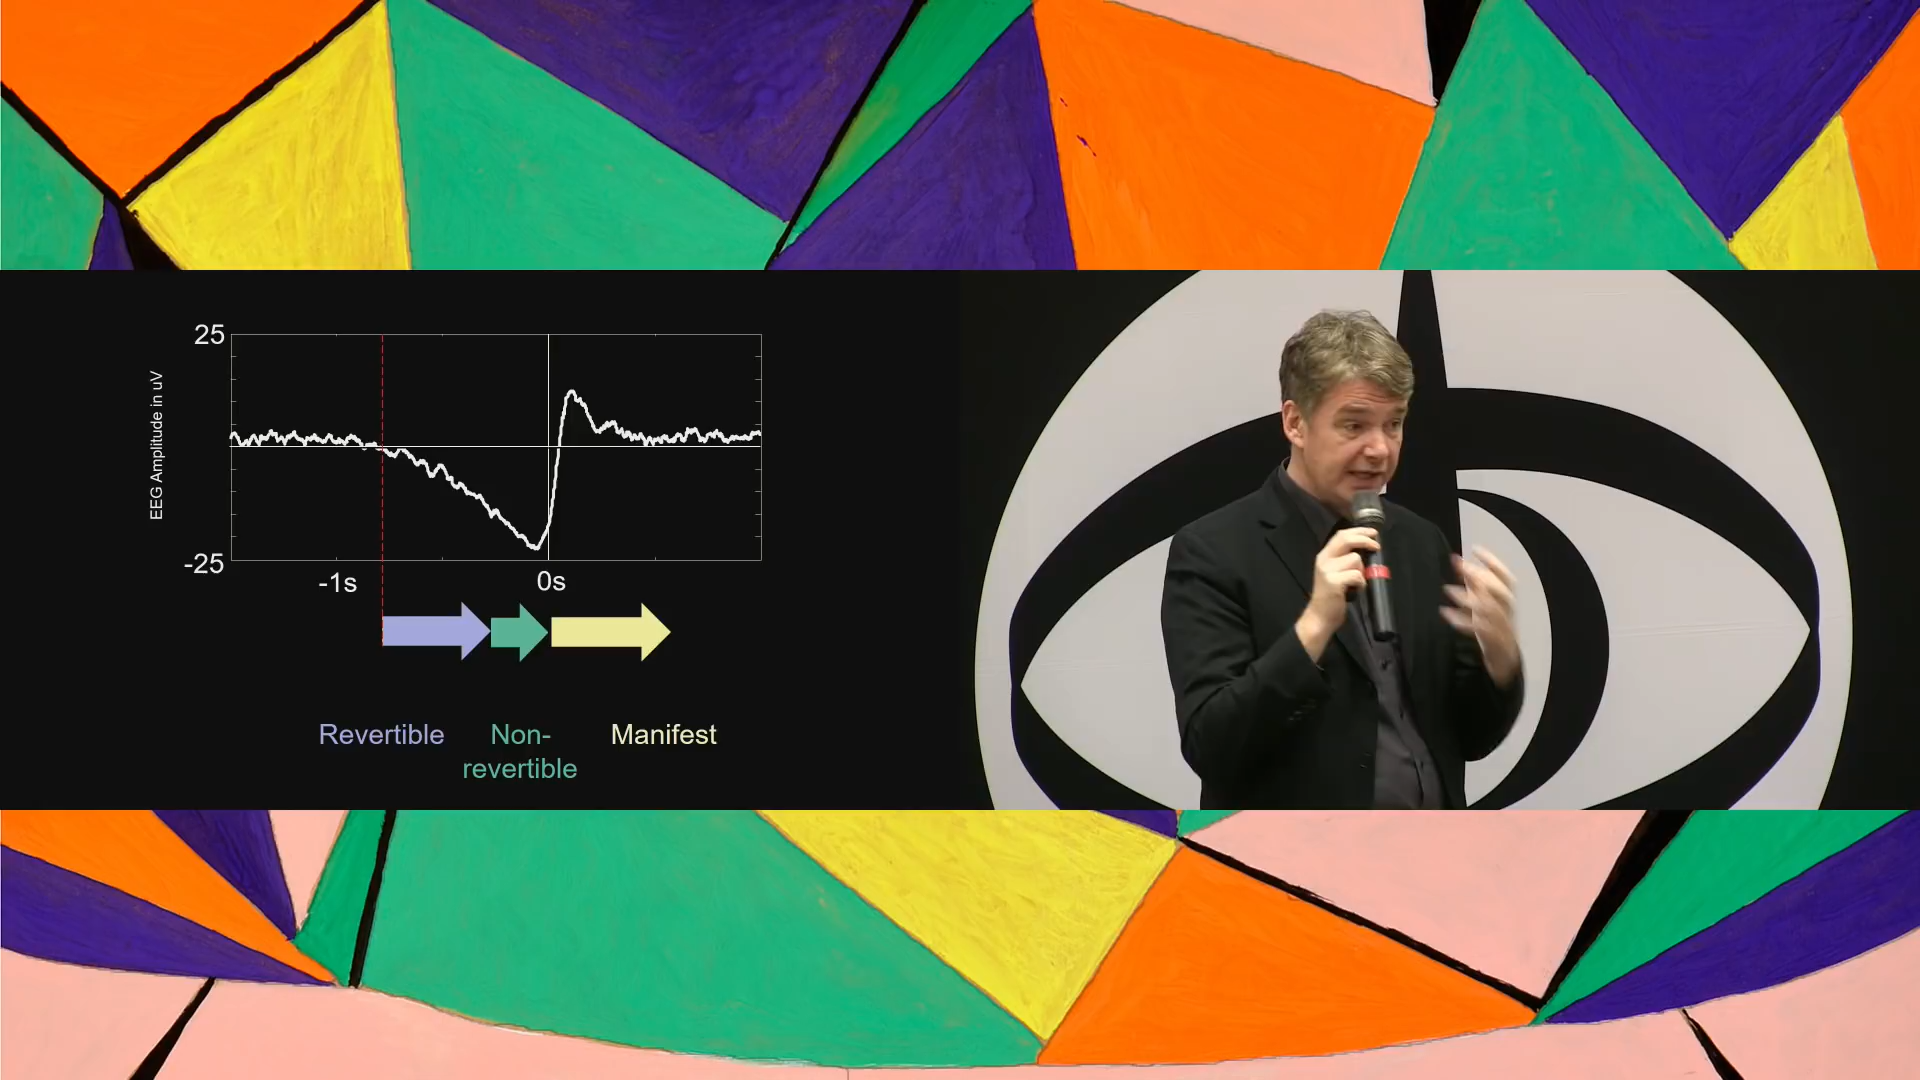 25
EEG Amplitude in uV
-25
-1s
0s
Revertible
Non-
revertible
Manifest